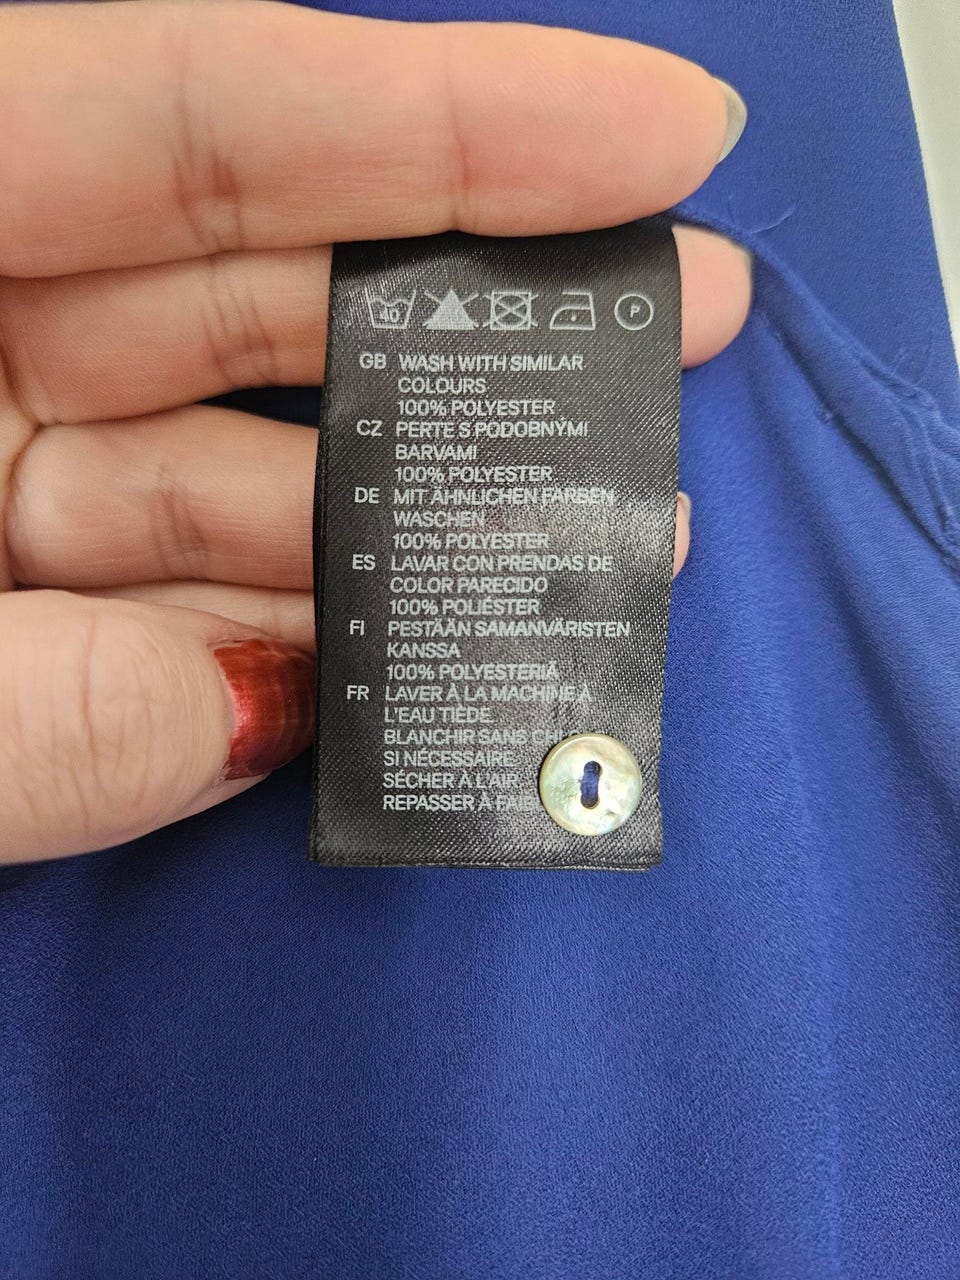 40
P
GB WASH WITH SIMILAR
COLOURS
100% POLYESTER
CZ PERTE S PODOBNÝMI
BARVAMI
100% POLYESTER
DE MIT ÄHNLICHEN FARBEN
WASCHEN
100% POLYESTER
ES LAVAR CON PRENDAS DE
COLOR PARECIDO
100% POLIÉSTER
FI PESTÄÄN SAMANVÄRISTEN
KANSSA
100% POLYESTERIÄ
FR LAVER À LA MACHINE À
L'EAU TIÈDE
BLANCHIR SANS
SI NÉCESSAIRE
SÉCHER À L'AIR
REPASSER À